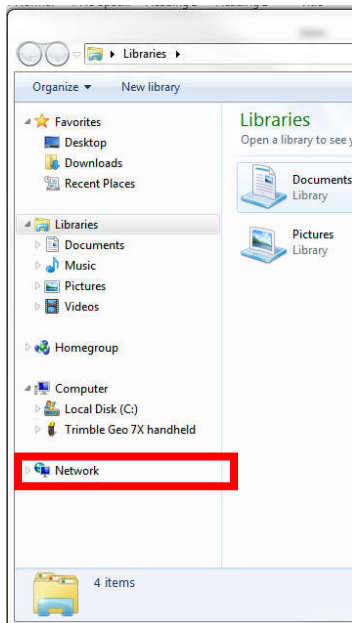 Libraries
Organize
New library
Favorites
Desktop
Downloads
Recent Places
Libraries
Documents
Music
Pictures
Videos
Homegroup
Computer
Local Disk (C:)
Trimble Geo 7X handheld
Network
Libraries
Open a library to see
Documents
Library
Pictures
Library
4 items